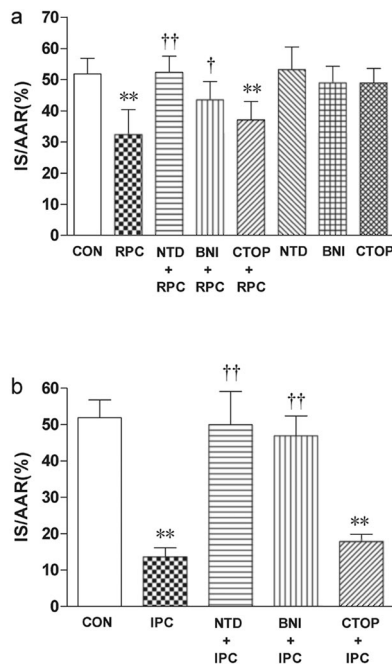 a
70
60
50
40
30
20
10
0
IS/AAR(%)
††
†
**
**
CON RPC NTD BNI CTOP NTD BNI CTOP
+ + +
RPC RPC RPC
b
60
50
40
30
20
10
0
IS/AAR(%)
††
††
**
**
CON IPC NTD BNI CTOP
+ + +
IPC IPC IPC